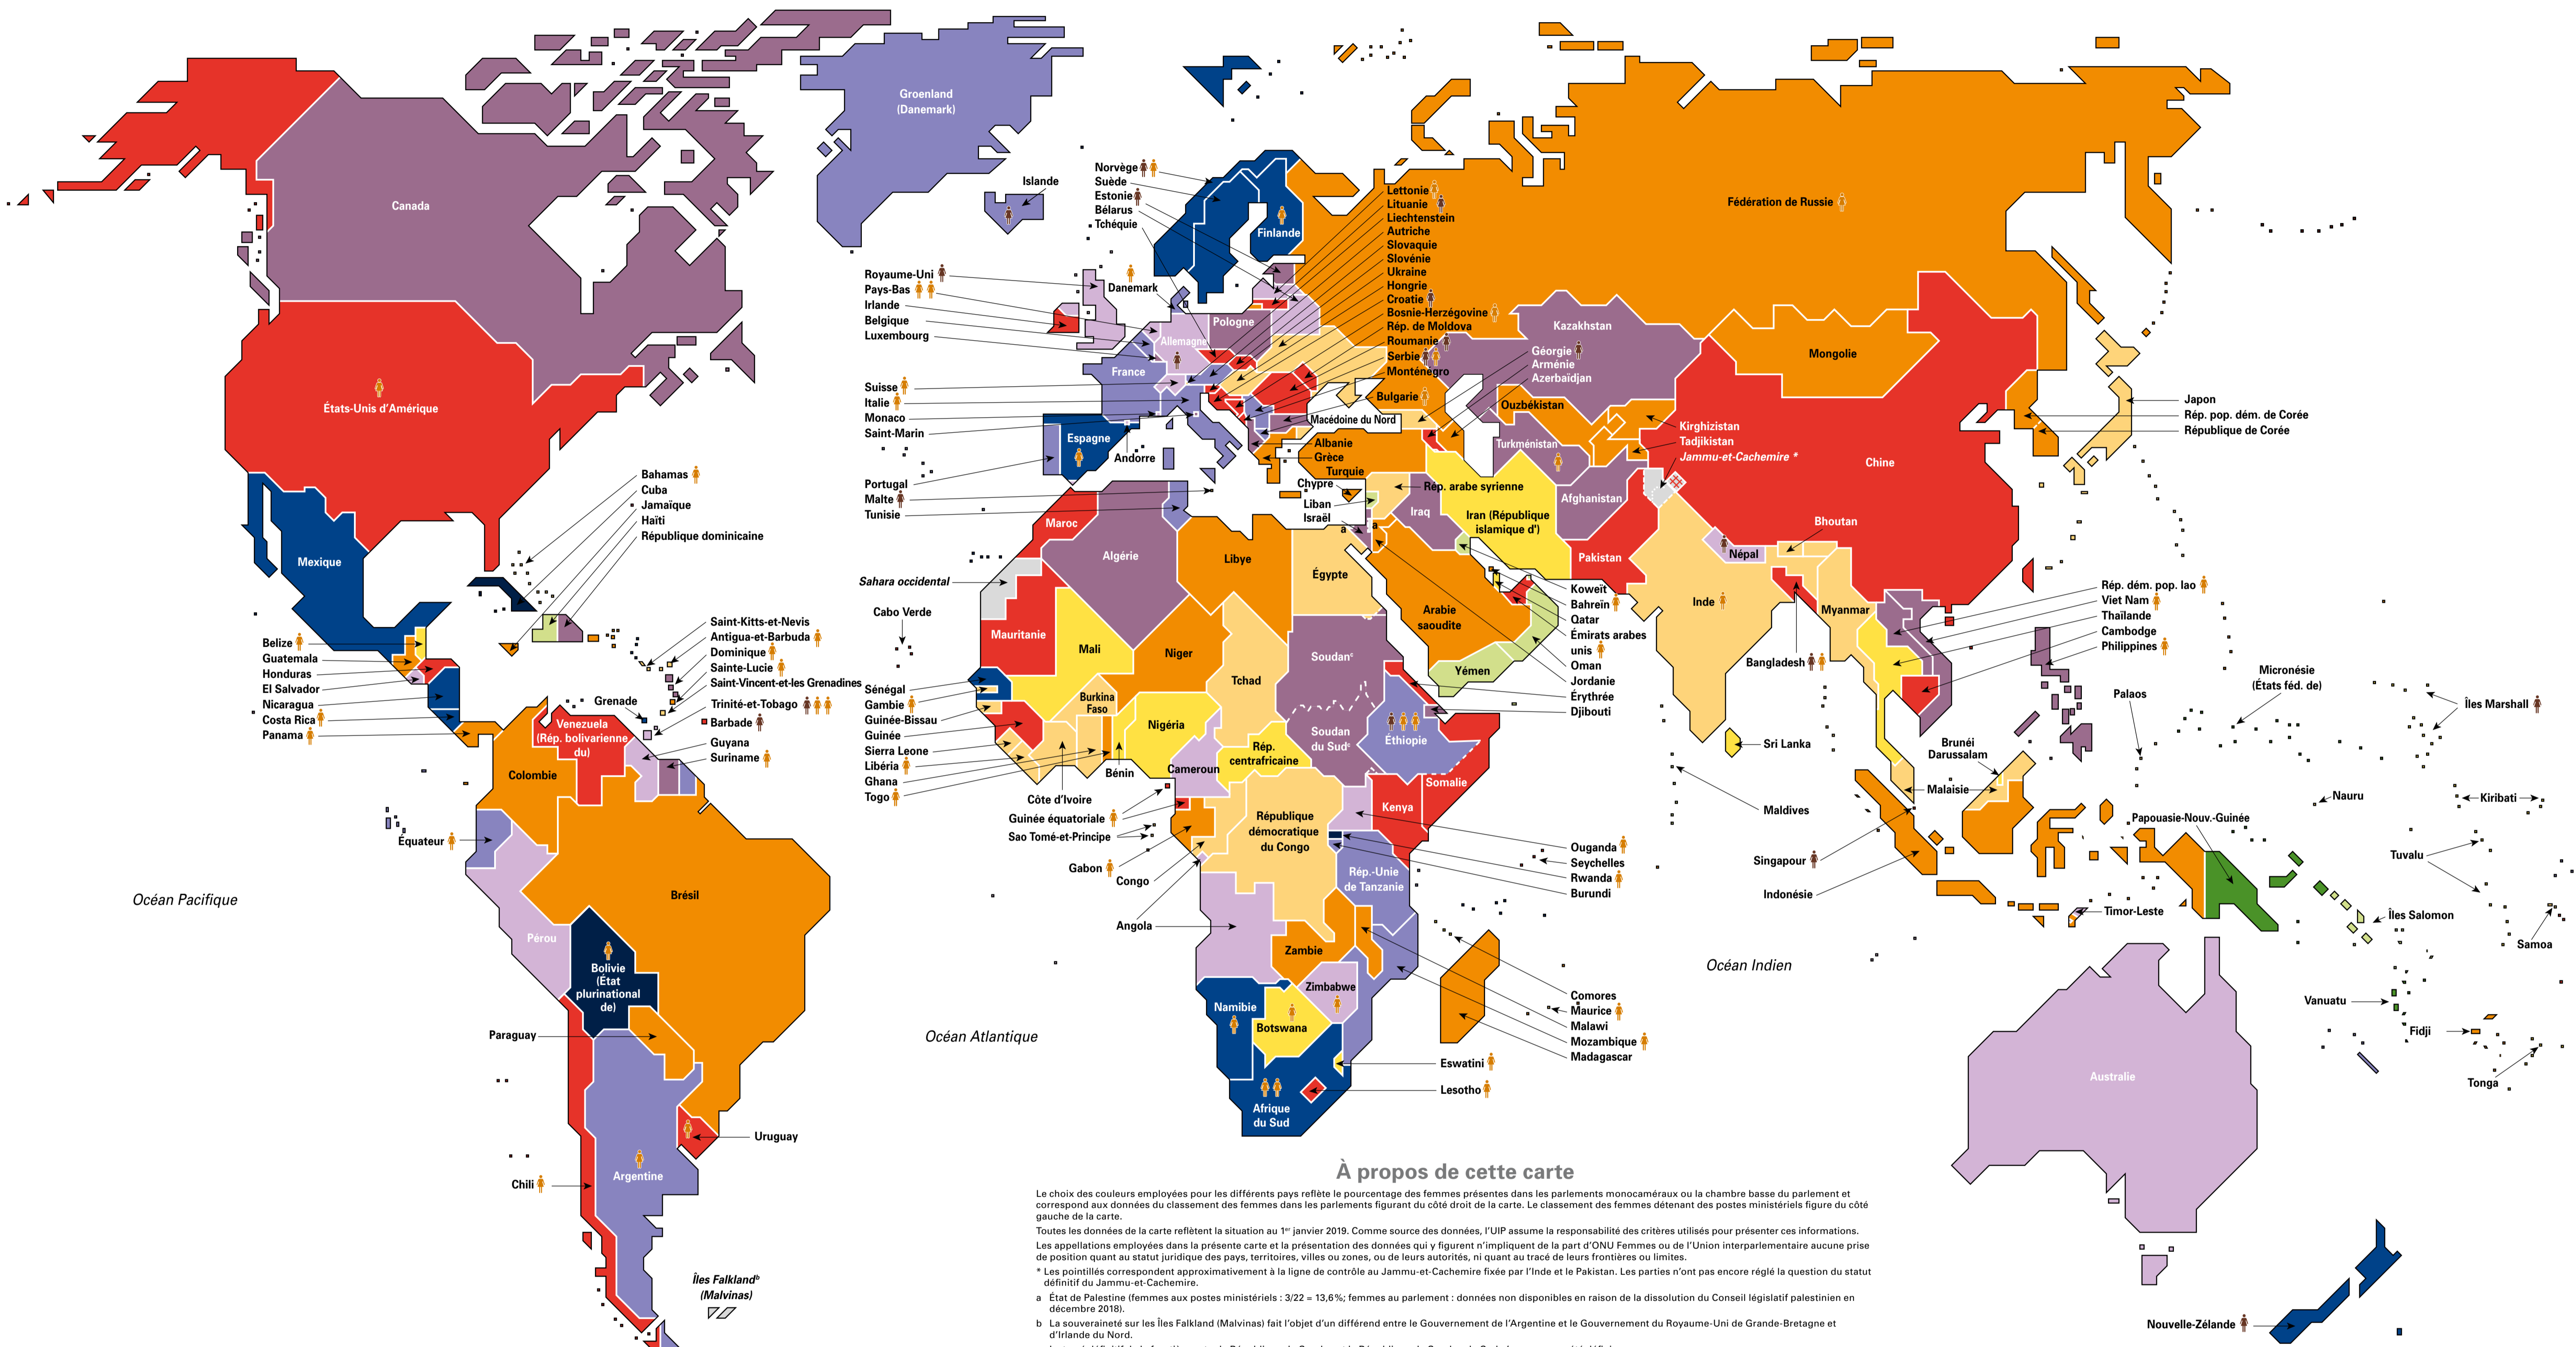 Groenland
(Danemark)
Islande
Canada
États-Unis d'Amérique
Mexique
Océan Pacifique
Bahamas
Cuba
Jamaïque
Haïti
République dominicaine
Belize
Guatemala
Honduras
El Salvador
Nicaragua
Costa Rica
Panama
Saint-Kitts-et-Nevis
Antigua-et-Barbuda
Dominique
Sainte-Lucie
Saint-Vincent-et-les Grenadines
Grenade
Trinité-et-Tobago
Barbade
Guyana
Suriname
Venezuela
(Rép. bolivarienne
du)
Colombie
Équateur
Pérou
Brésil
Bolivie
(État
plurinational
de)
Paraguay
Uruguay
Argentine
Chili
Îles Falklandᵇ
(Malvinas)
Océan Atlantique
Norvège
Suède
Estonie
Bélarus
Tchéquie
Finlande
Royaume-Uni
Pays-Bas
Irlande
Belgique
Luxembourg
Danemark
Pologne
Allemagne
France
Suisse
Italie
Monaco
Saint-Marin
Espagne
Andorre
Portugal
Malte
Tunisie
Lettonie
Lituanie
Liechtenstein
Autriche
Slovaquie
Slovénie
Ukraine
Hongrie
Croatie
Bosnie-Herzégovine
Rép. de Moldova
Roumanie
Serbie
Monténégro
Bulgarie
Macédoine du Nord
Albanie
Grèce
Turquie
Chypre
Liban
Israël
a
a
Rép. arabe syrienne
Iraq
Iran (République
islamique d')
Géorgie
Arménie
Azerbaïdjan
Fédération de Russie
Kazakhstan
Ouzbékistan
Turkménistan
Afghanistan
Pakistan
Kirghizistan
Tadjikistan
Jammu-et-Cachemire *
Mongolie
Chine
Japon
Rép. pop. dém. de Corée
République de Corée
Bhoutan
Népal
Inde
Bangladesh
Myanmar
Sri Lanka
Maldives
Rép. dém. pop. lao
Viet Nam
Thaïlande
Cambodge
Philippines
Micronésie
(États féd. de)
Palaos
Îles Marshall
Brunéi
Darussalam
Malaisie
Nauru
Kiribati
Papouasie-Nouv.-Guinée
Singapour
Indonésie
Timor-Leste
Tuvalu
Îles Salomon
Samoa
Vanuatu
Fidji
Tonga
Australie
Nouvelle-Zélande
Océan Indien
Maroc
Algérie
Libye
Égypte
Sahara occidental
Cabo Verde
Mauritanie
Mali
Niger
Tchad
Soudanᶜ
Soudan
du Sudᶜ
Arabie
saoudite
Yémen
Koweït
Bahreïn
Qatar
Émirats arabes
unis
Oman
Jordanie
Érythrée
Djibouti
Sénégal
Gambie
Guinée-Bissau
Guinée
Sierra Leone
Libéria
Ghana
Togo
Burkina
Faso
Nigéria
Bénin
Côte d'Ivoire
Cameroun
Rép.
centrafricaine
Éthiopie
Somalie
Kenya
Guinée équatoriale
Sao Tomé-et-Principe
Gabon
Congo
Angola
République
démocratique
du Congo
Ouganda
Seychelles
Rwanda
Burundi
Rép.-Unie
de Tanzanie
Zambie
Zimbabwe
Namibie
Botswana
Afrique
du Sud
Comores
Maurice
Malawi
Mozambique
Madagascar
Eswatini
Lesotho
À propos de cette carte
Le choix des couleurs employées pour les différents pays reflète le pourcentage des femmes présentes dans les parlements monocaméraux ou la chambre basse du parlement et
correspond aux données du classement des femmes dans les parlements figurant du côté droit de la carte. Le classement des femmes détenant des postes ministériels figure du côté
gauche de la carte.
Toutes les données de la carte reflètent la situation au 1ᵉʳ janvier 2019. Comme source des données, l'UIP assume la responsabilité des critères utilisés pour présenter ces informations.
Les appellations employées dans la présente carte et la présentation des données qui y figurent n'impliquent de la part d'ONU Femmes ou de l'Union interparlementaire aucune prise
de position quant au statut juridique des pays, territoires, villes ou zones, ou de leurs autorités, ni quant au tracé de leurs frontières ou limites.
* Les pointillés correspondent approximativement à la ligne de contrôle au Jammu-et-Cachemire fixée par l'Inde et le Pakistan. Les parties n'ont pas encore réglé la question du statut
définitif du Jammu-et-Cachemire.
a État de Palestine (femmes aux postes ministériels : 3/22 = 13,6%; femmes au parlement : données non disponibles en raison de la dissolution du Conseil législatif palestinien en
décembre 2018).
b La souveraineté sur les Îles Falkland (Malvinas) fait l'objet d'un différend entre le Gouvernement de l'Argentine et le Gouvernement du Royaume-Uni de Grande-Bretagne et
d'Irlande du Nord.